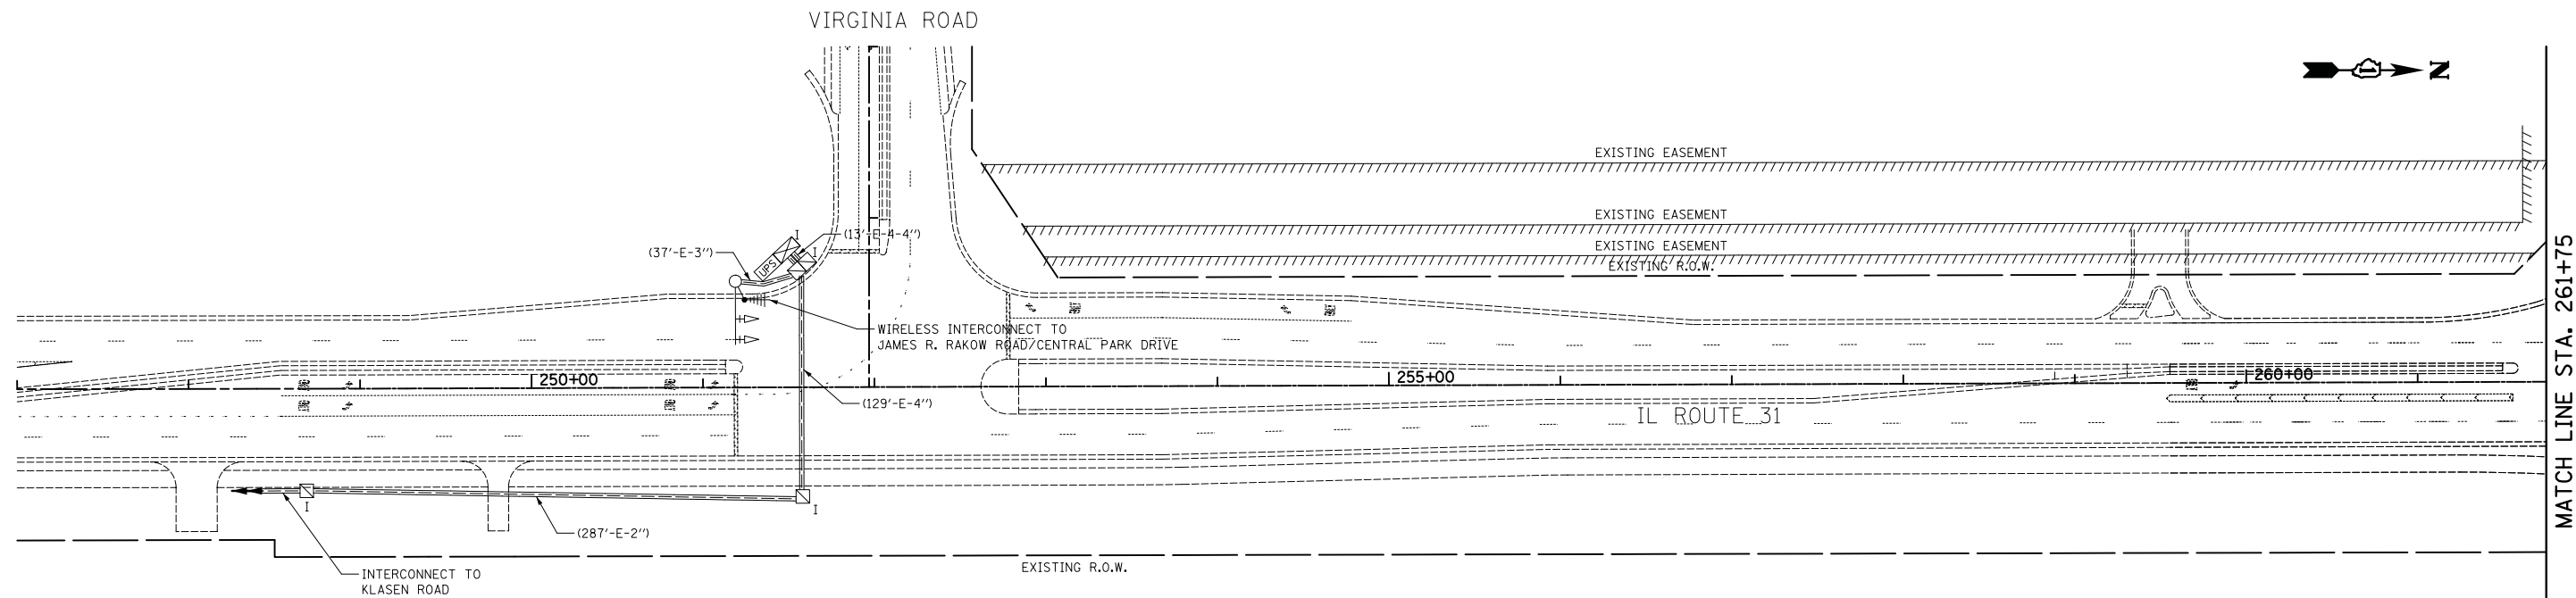 VIRGINIA ROAD
N
EXISTING EASEMENT
EXISTING EASEMENT
EXISTING EASEMENT
EXISTING R.O.W.
(13'-E-4-4")
I
I
(37'-E-3")
UPS
WIRELESS INTERCONNECT TO
JAMES R. RAKOW ROAD/CENTRAL PARK DRIVE
250+00
255+00
260+00
(129'-E-4")
IL ROUTE 31
MATCH LINE STA. 261+75
I
I
(287'-E-2")
INTERCONNECT TO
KLASEN ROAD
EXISTING R.O.W.